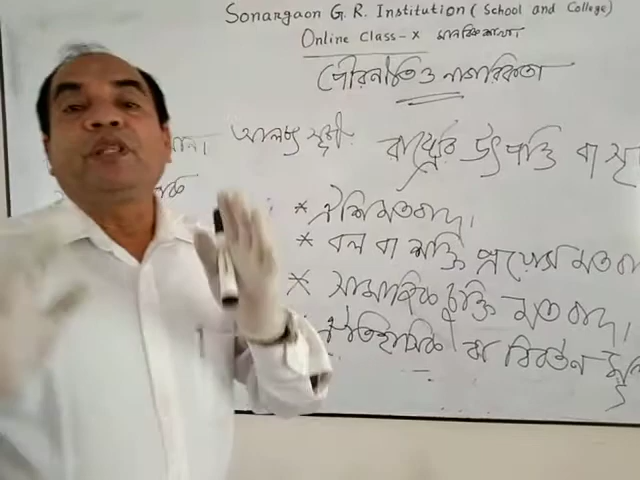 Sonargaon G. R. Institution (School and College)
Online Class-x মানবিক শাখা
পৌরনীতি ও নাগরিকতা
আলোচ্য সূচী:
রাষ্ট্রের উৎপত্তি বা সৃ
* ঐশি মতবাদ।
* বল বা শক্তি প্রয়োগ মতবা
* সামাজিক চুক্তি মতবাদ।
ঐতিহাসিক বা বিবর্তন মূল